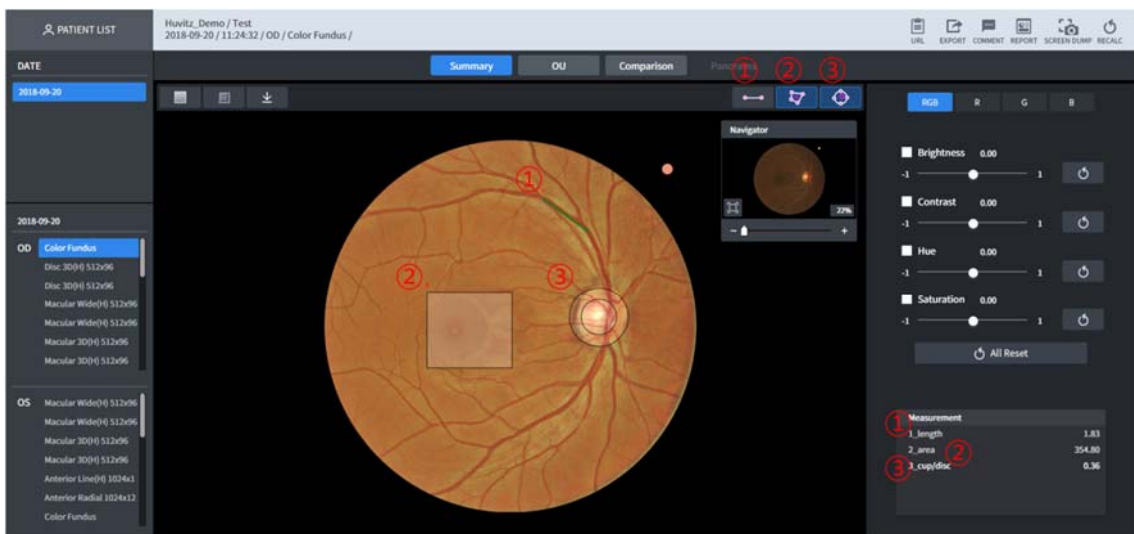 PATIENT LIST
Huvitz_Demo / Test
2018-09-20 / 11:24:32 / OD / Color Fundus /
URL EXPORT COMMENT REPORT SCREEN DUMP RECALC
DATE
2018-09-20
Summary OU Comparison Panorama
① ② ③
RGB R G B
Navigator
22%
- +
①
②
③
Brightness 0.00
-1 1
Contrast 0.00
-1 1
Hue 0.00
-1 1
Saturation 0.00
-1 1
All Reset
2018-09-20
OD Color Fundus
Disc 3D(H) 512x96
Disc 3D(H) 512x96
Macular Wide(H) 512x96
Macular Wide(H) 512x96
Macular 3D(H) 512x96
Macular 3D(H) 512x96
OS Macular Wide(H) 512x96
Macular Wide(H) 512x96
Macular 3D(H) 512x96
Macular 3D(H) 512x96
Anterior Line(H) 1024x1
Anterior Radial 1024x12
Color Fundus
Measurement
① 1_length 1.83
2_area ② 354.80
③ 3_cup/disc 0.36